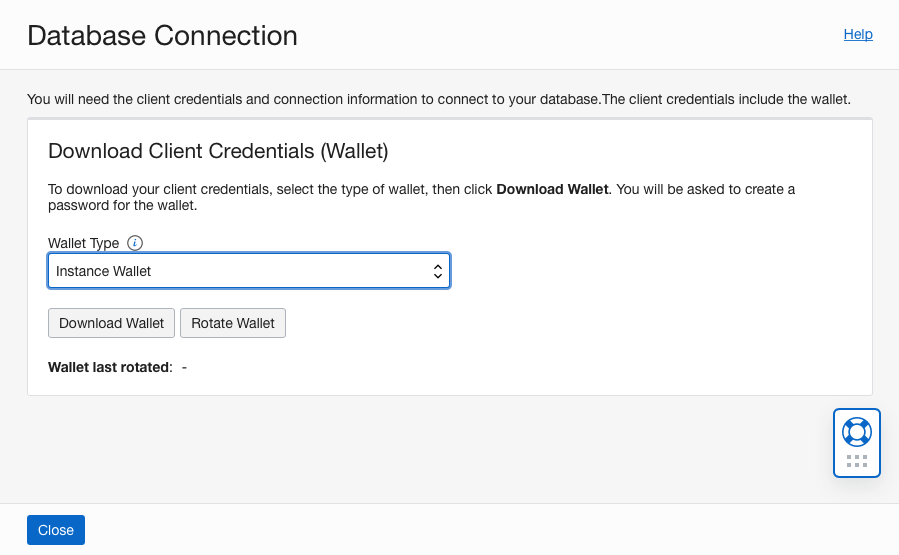 Database Connection
Help
You will need the client credentials and connection information to connect to your database.The client credentials include the wallet.
Download Client Credentials (Wallet)
To download your client credentials, select the type of wallet, then click Download Wallet. You will be asked to create a
password for the wallet.
Wallet Type i
Instance Wallet
Download Wallet Rotate Wallet
Wallet last rotated: -
Close